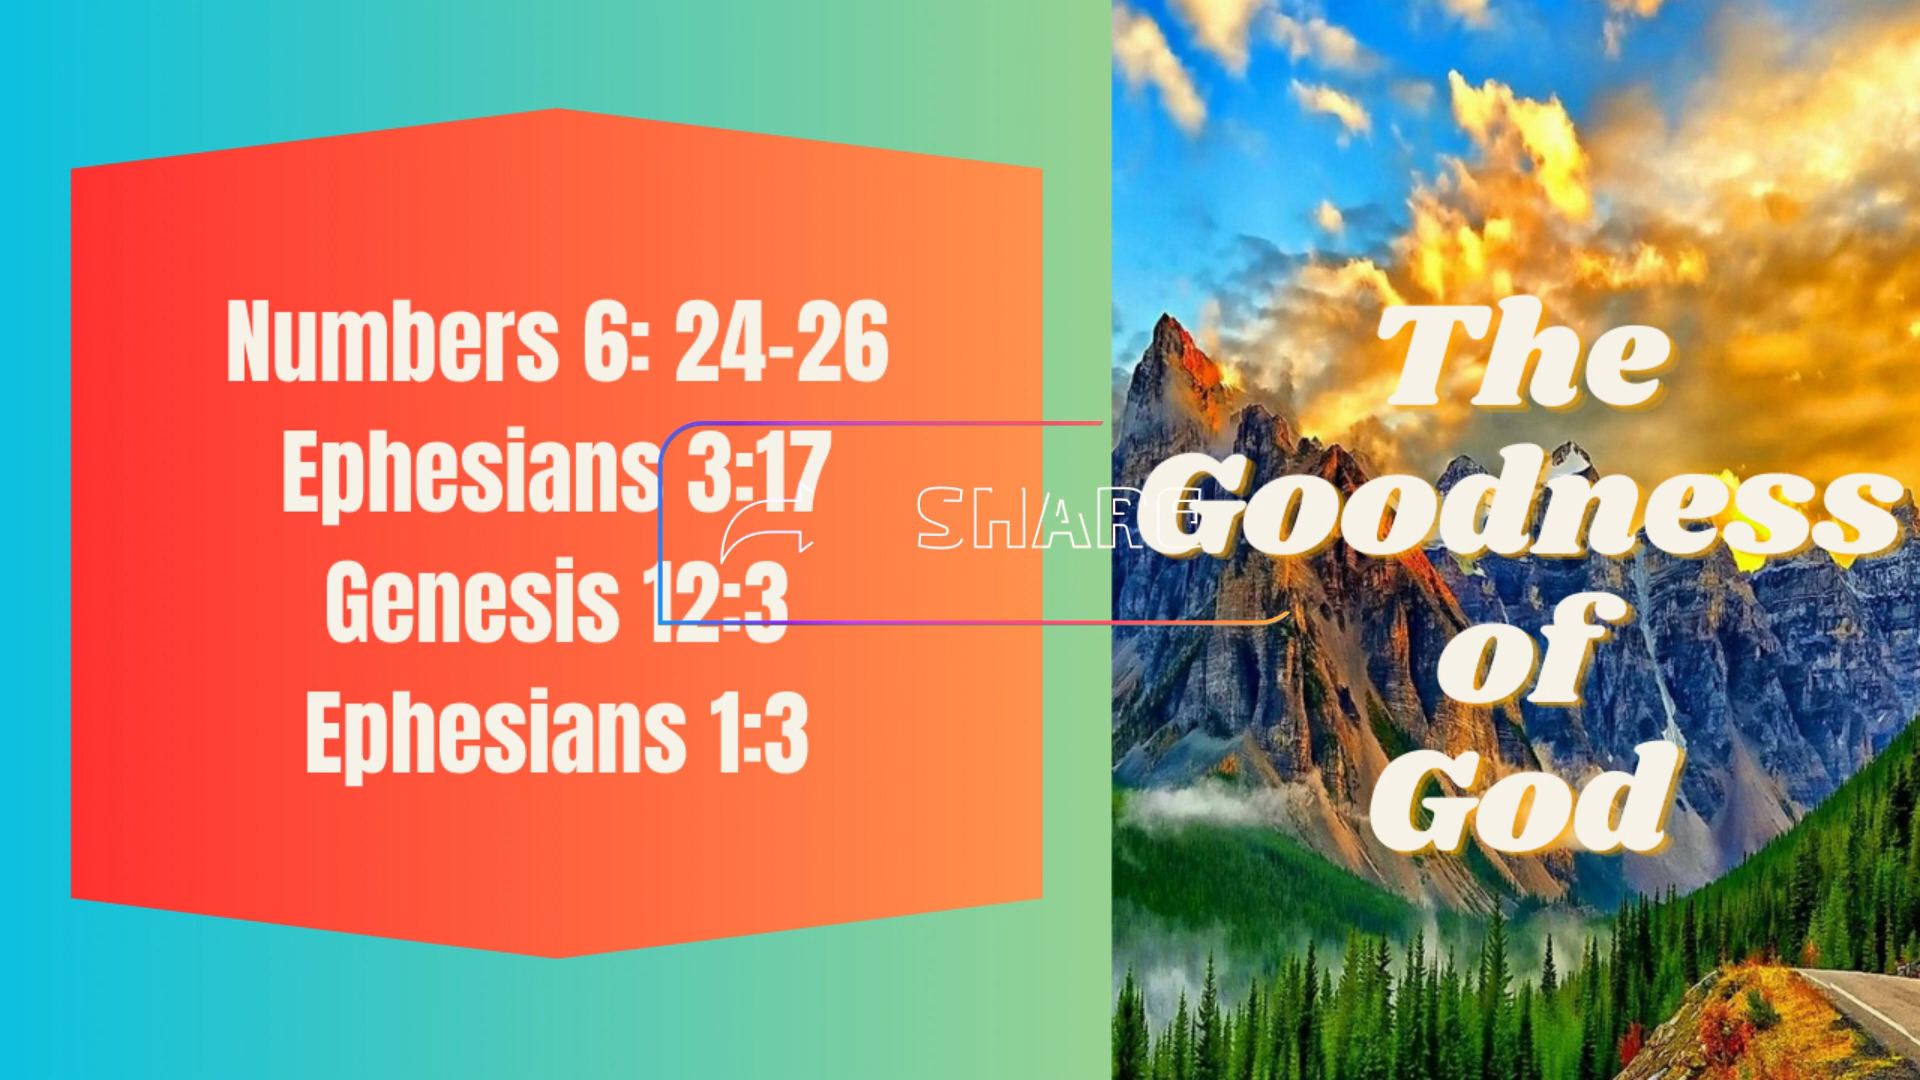 Numbers 6: 24-26
Ephesians 3:17
Genesis 12:3
Ephesians 1:3
SHARE
The
Goodness
of
God